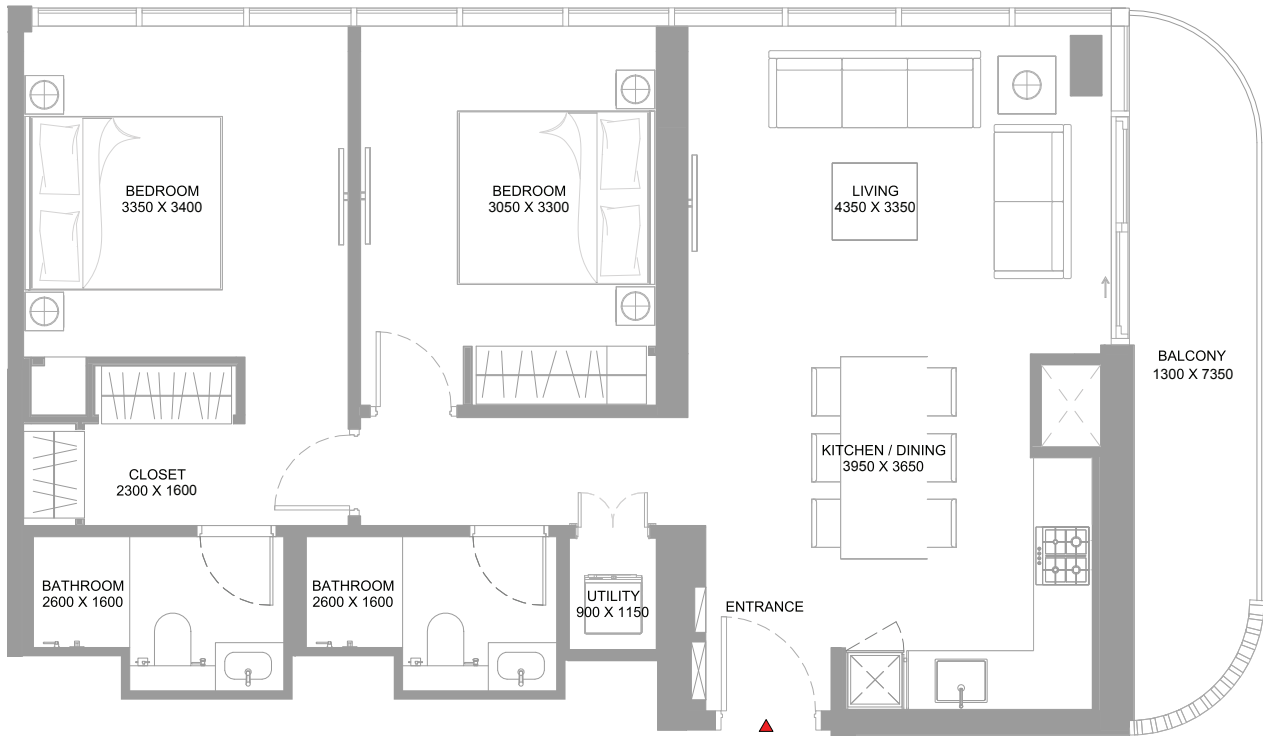 BEDROOM
3350 X 3400
BEDROOM
3050 X 3300
LIVING
4350 X 3350
BALCONY
1300 X 7350
KITCHEN / DINING
3950 X 3650
CLOSET
2300 X 1600
BATHROOM
2600 X 1600
BATHROOM
2600 X 1600
UTILITY
900 X 1150
ENTRANCE